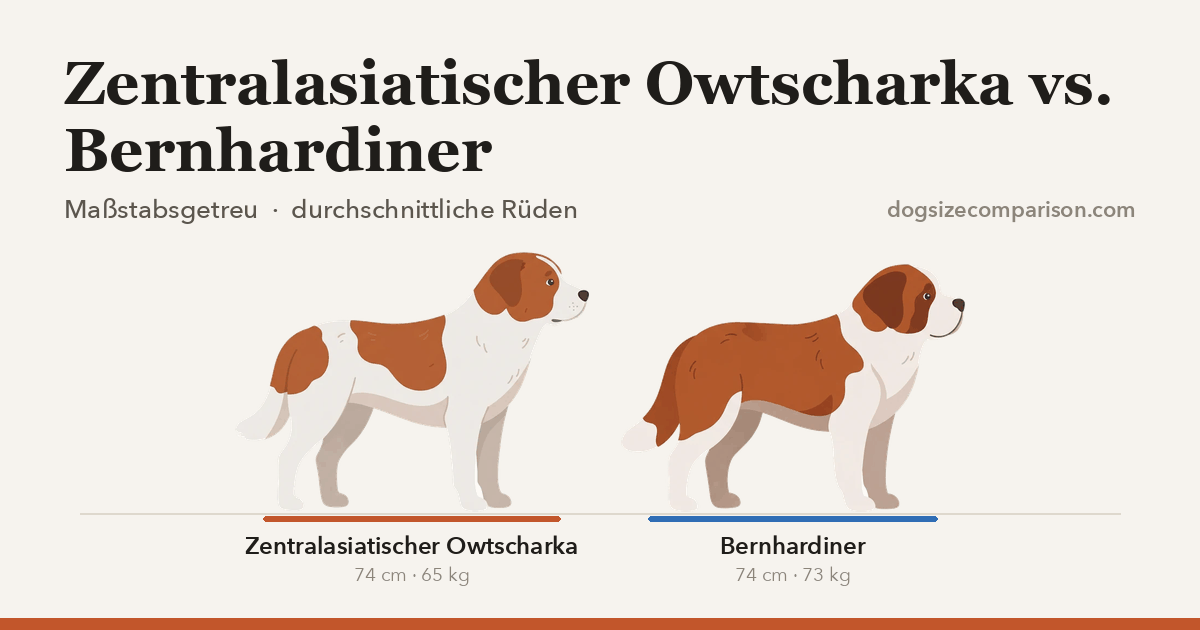 Zentralasiatischer Owtscharka vs.
Bernhardiner
Maßstabsgetreu · durchschnittliche Rüden
dogsizecomparison.com
Zentralasiatischer Owtscharka
74 cm · 65 kg
Bernhardiner
74 cm · 73 kg